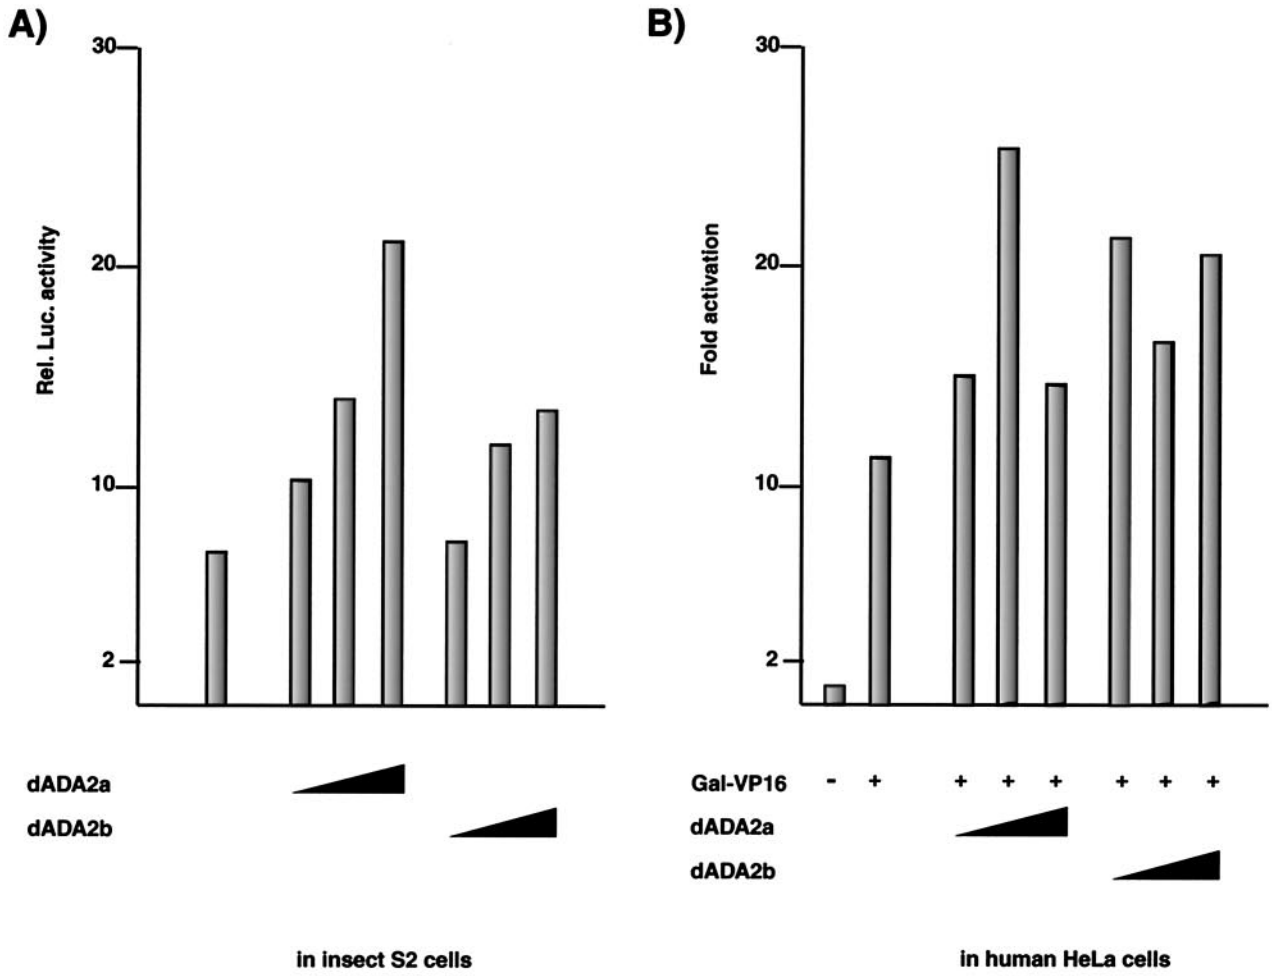 A)
30
20
10
2
Rel. Luc. activity
dADA2a
dADA2b
in insect S2 cells
B)
30
20
10
2
Fold activation
Gal-VP16 - + + + + + + +
dADA2a
dADA2b
in human HeLa cells